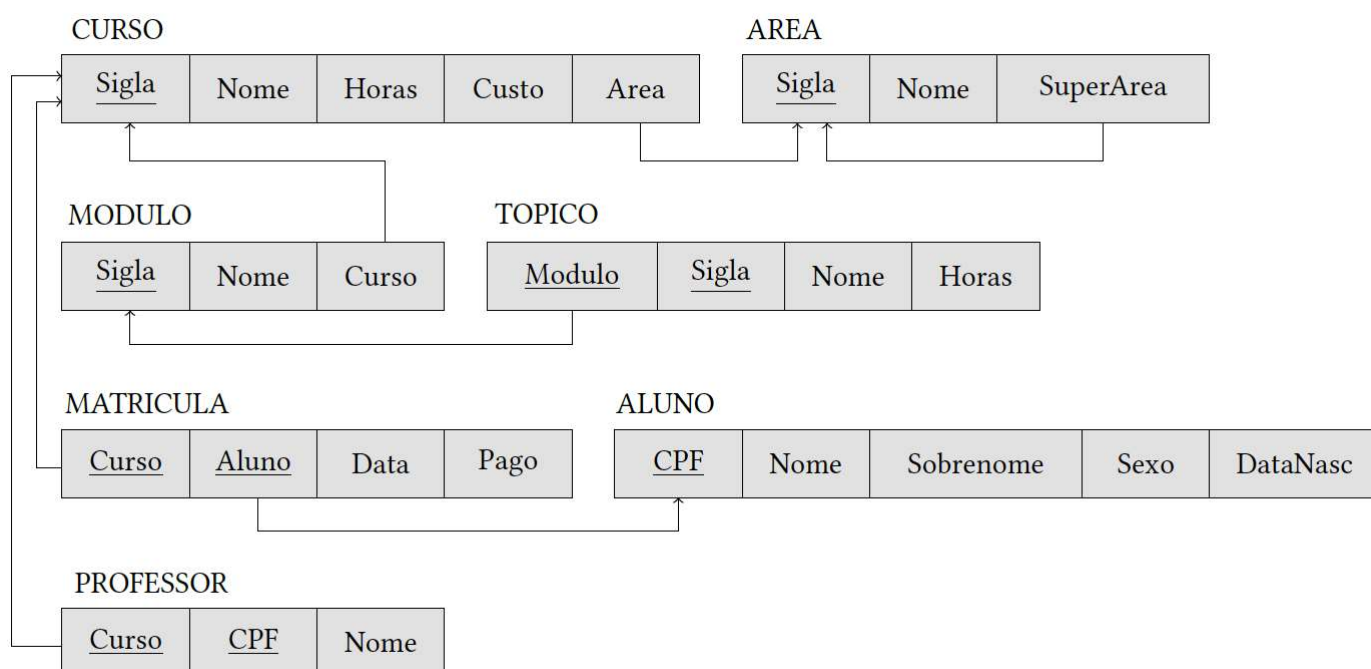 CURSO AREA
Sigla Nome Horas Custo Area Sigla Nome SuperArea
MODULO TOPICO
Sigla Nome Curso Modulo Sigla Nome Horas
MATRICULA ALUNO
Curso Aluno Data Pago CPF Nome Sobrenome Sexo DataNasc
PROFESSOR
Curso CPF Nome